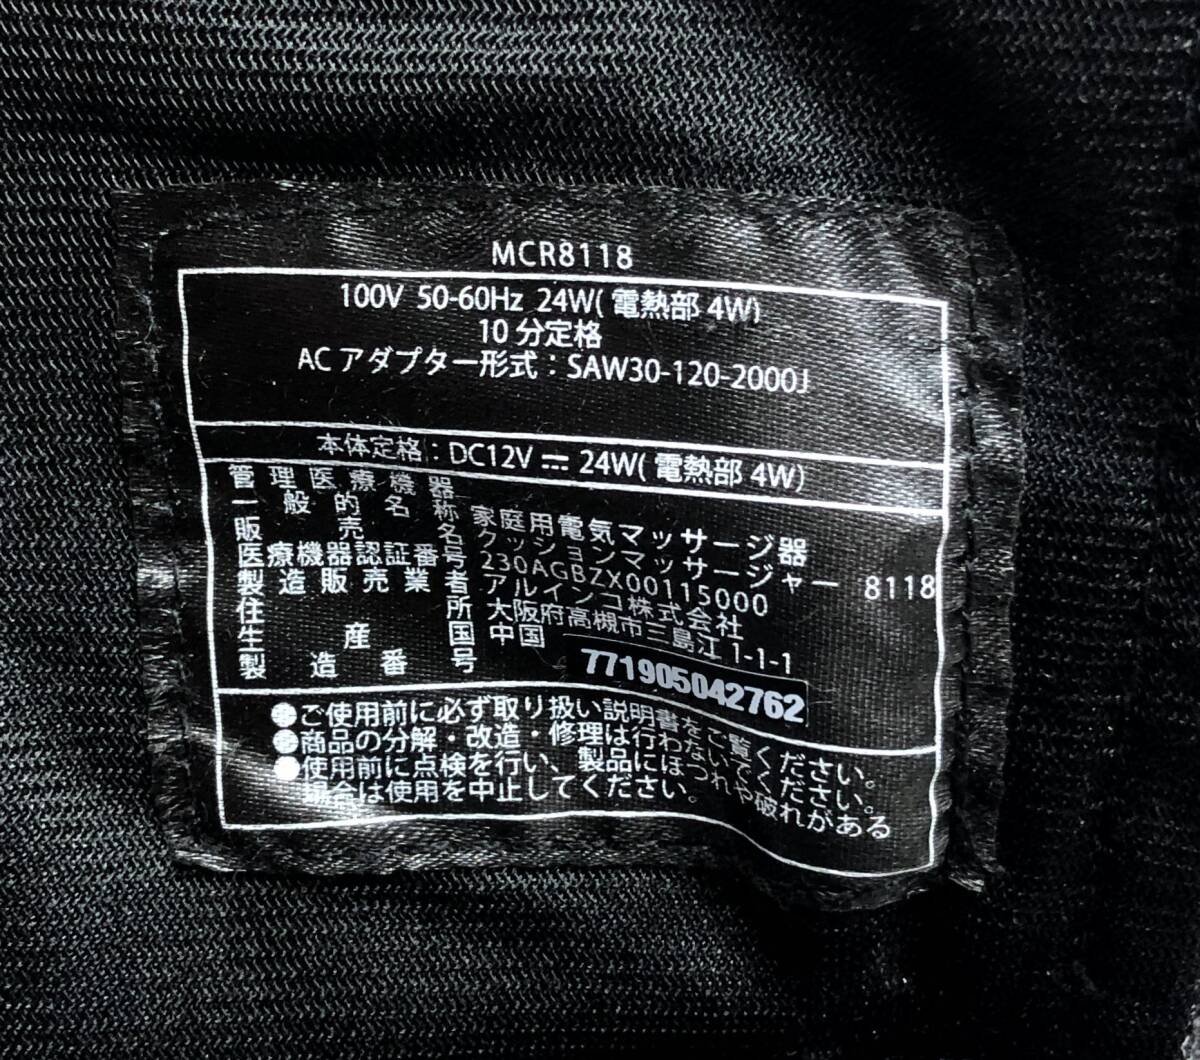 MCR8118
100V 50-60Hz 24W(電熱部4W)
10分定格
ACアダプター形式：SAW30-120-2000J
本体定格：DC12V ⎓ 24W(電熱部4W)
管理医療機器
一般的名称 家庭用電気マッサージ器
販売名 クッションマッサージャー 8118
医療機器認証番号 230AGBZX00115000
製造販売業者 アルインコ株式会社
住所 大阪府高槻市三島江1-1-1
生産国 中国
製造番号 771905042762
●ご使用前に必ず取り扱い説明書をご覧ください。
●商品の分解・改造・修理は行わないでください。
●使用前に点検を行い、製品にほつれや破れがある
場合は使用を中止してください。